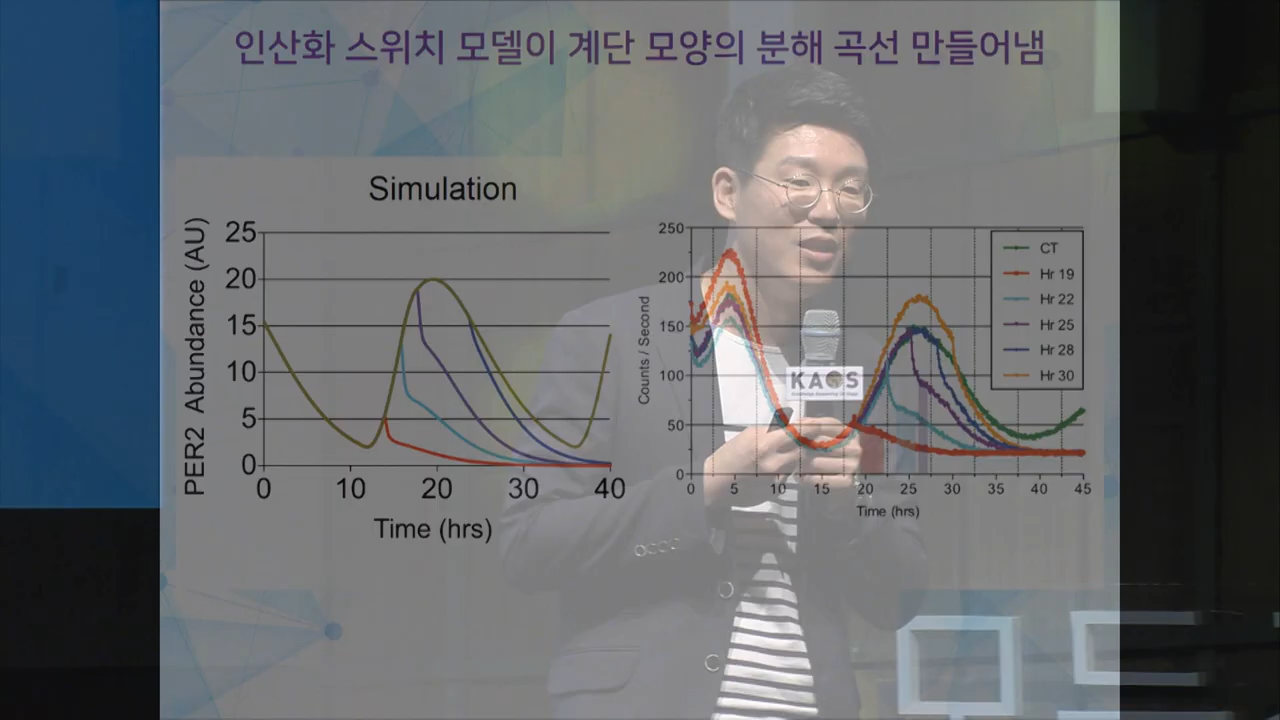 인산화 스위치 모델이 계단 모양의 분해 곡선 만들어냄
Simulation
PER2 Abundance (AU)
25
20
15
10
5
0
0 10 20 30 40
Time (hrs)
Counts / Second
250
200
150
100
50
0
0 5 10 15 20 25 30 35 40 45
Time (hrs)
CT
Hr 19
Hr 22
Hr 25
Hr 28
Hr 30
KAOS